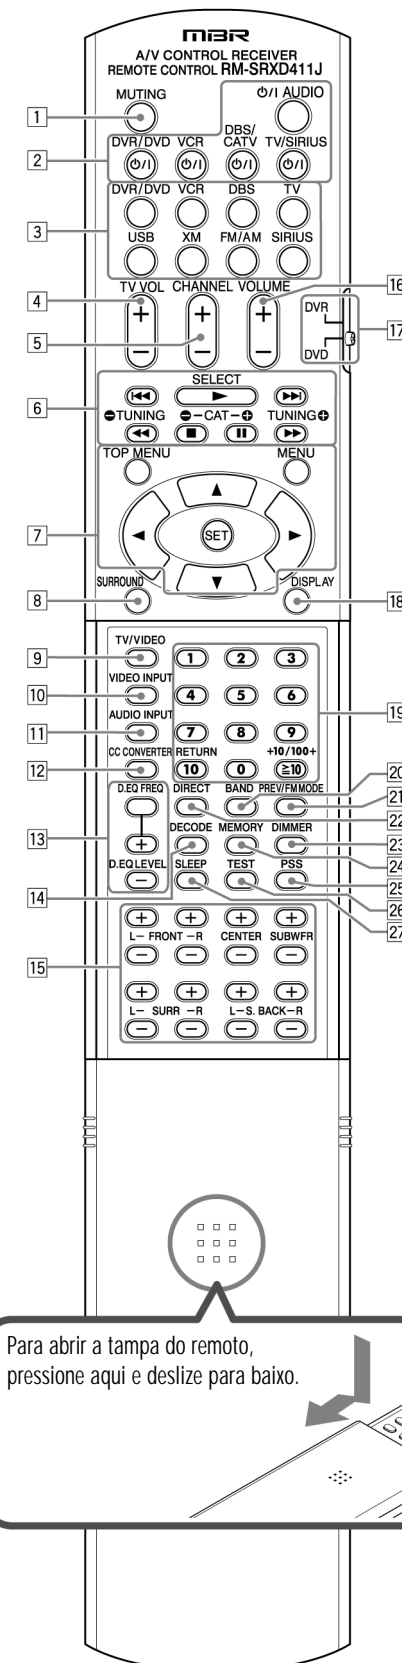 MBR
A/V CONTROL RECEIVER
REMOTE CONTROL RM-SRXD411J
MUTING
⏻/I AUDIO
1
DVR/DVD VCR DBS/CATV TV/SIRIUS
2
⏻/I ⏻/I ⏻/I ⏻/I
DVR/DVD VCR DBS TV
3
USB XM FM/AM SIRIUS
TV VOL CHANNEL VOLUME
16
4
+ + +
DVR
17
5
− − −
DVD
SELECT
6
TUNING −CAT− TUNING
TOP MENU MENU
7
SET
SURROUND DISPLAY
8
18
TV/VIDEO
9
1 2 3
VIDEO INPUT
10
4 5 6
AUDIO INPUT
19
11
7 8 9
CC CONVERTER RETURN +10/100+
12
10 0 ≧10
20
D.EQ FREQ DIRECT BAND PREV/FM MODE
21
22
13
DECODE MEMORY DIMMER
23
+
24
D.EQ LEVEL SLEEP TEST PSS
25
14
−
26
27
+ + + +
L− FRONT −R CENTER SUBWFR
15
− − − −
+ + + +
L− SURR −R L−S. BACK−R
− − − −
Para abrir a tampa do remoto,
pressione aqui e deslize para baixo.